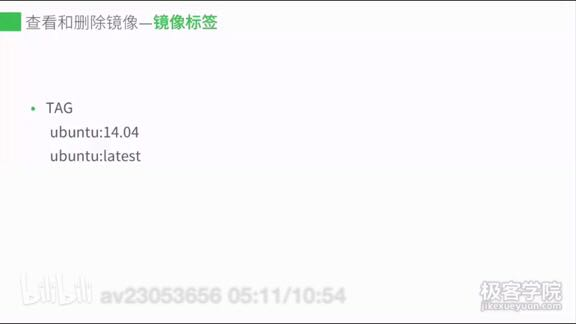 查看和删除镜像—镜像标签
TAG
ubuntu:14.04
ubuntu:latest
bilibili av23053656 05:11/10:54
极客学院
jikexueyuan.com